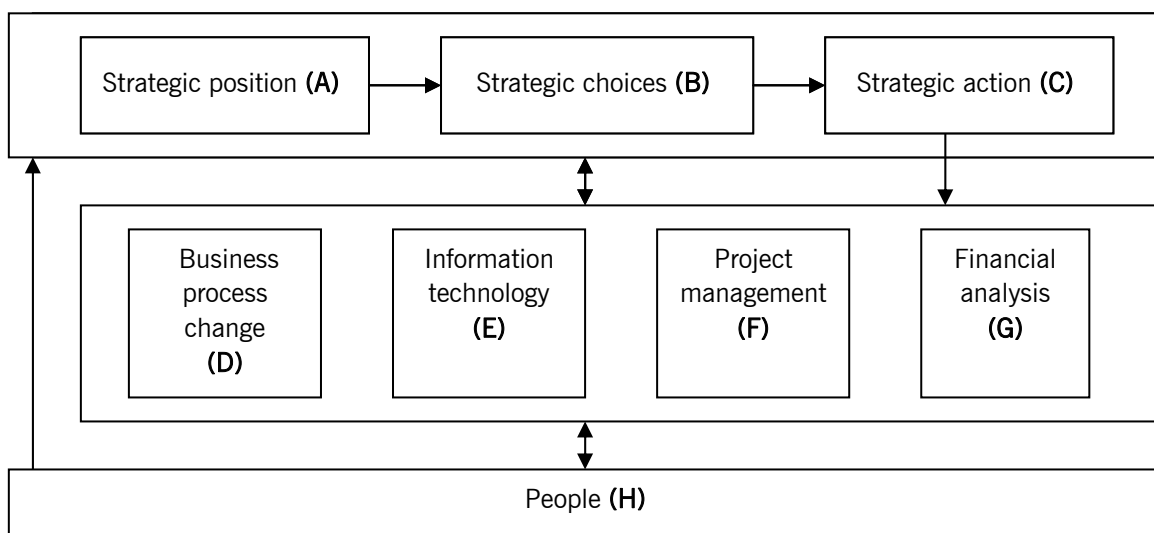 Strategic position (A)
Strategic choices (B)
Strategic action (C)
Business
process
change
(D)
Information
technology
(E)
Project
management
(F)
Financial
analysis
(G)
People (H)